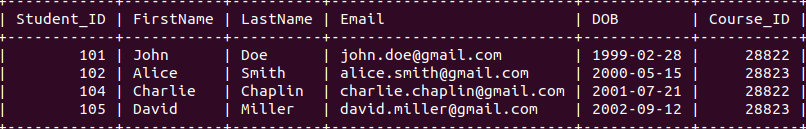 | Student_ID | FirstName | LastName | Email                     | DOB        | Course_ID |
|        101 | John      | Doe      | john.doe@gmail.com        | 1999-02-28 |     28822 |
|        102 | Alice     | Smith    | alice.smith@gmail.com     | 2000-05-15 |     28823 |
|        104 | Charlie   | Chaplin  | charlie.chaplin@gmail.com | 2001-07-21 |     28822 |
|        105 | David     | Miller   | david.miller@gmail.com    | 2002-09-12 |     28823 |